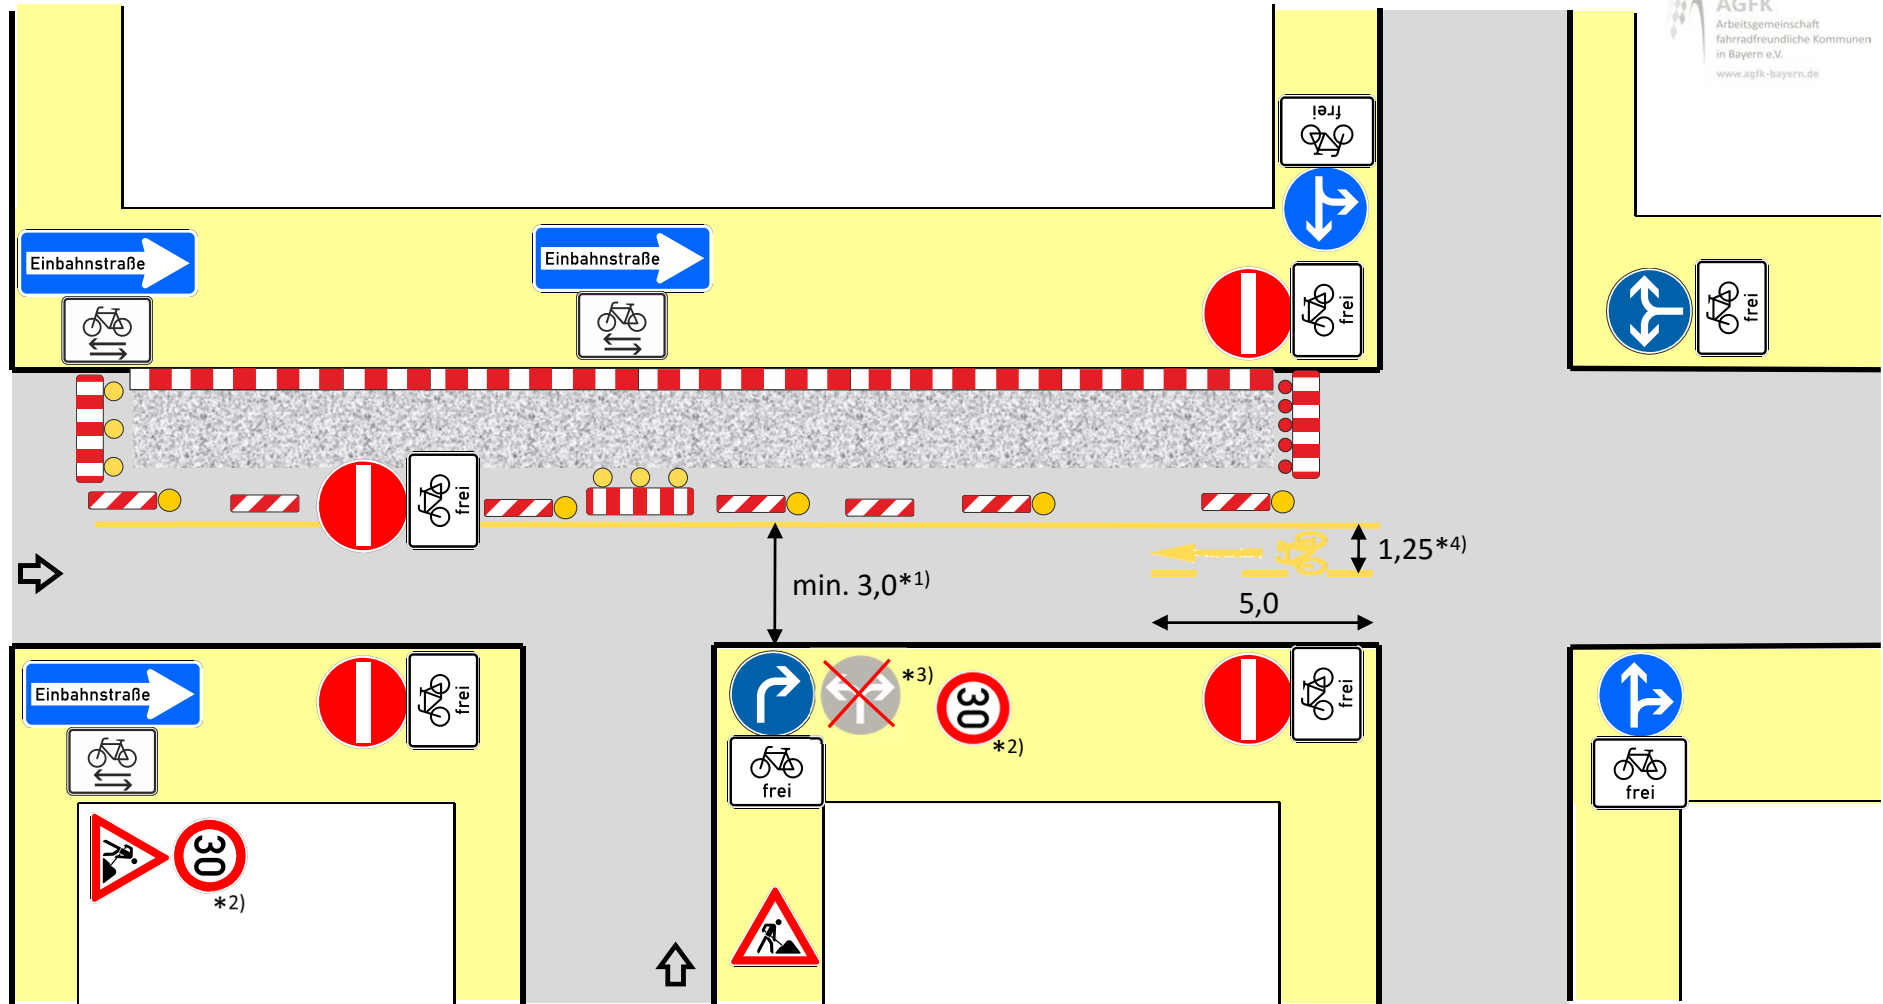 AGFK
Arbeitsgemeinschaft
fahrradfreundliche Kommunen
in Bayern e.V.
www.agfk-bayern.de
frei
Einbahnstraße
Einbahnstraße
frei
frei
frei
1,25*4)
min. 3,0*1)
5,0
Einbahnstraße
frei
*3)
30
*2)
frei
frei
frei
30
*2)